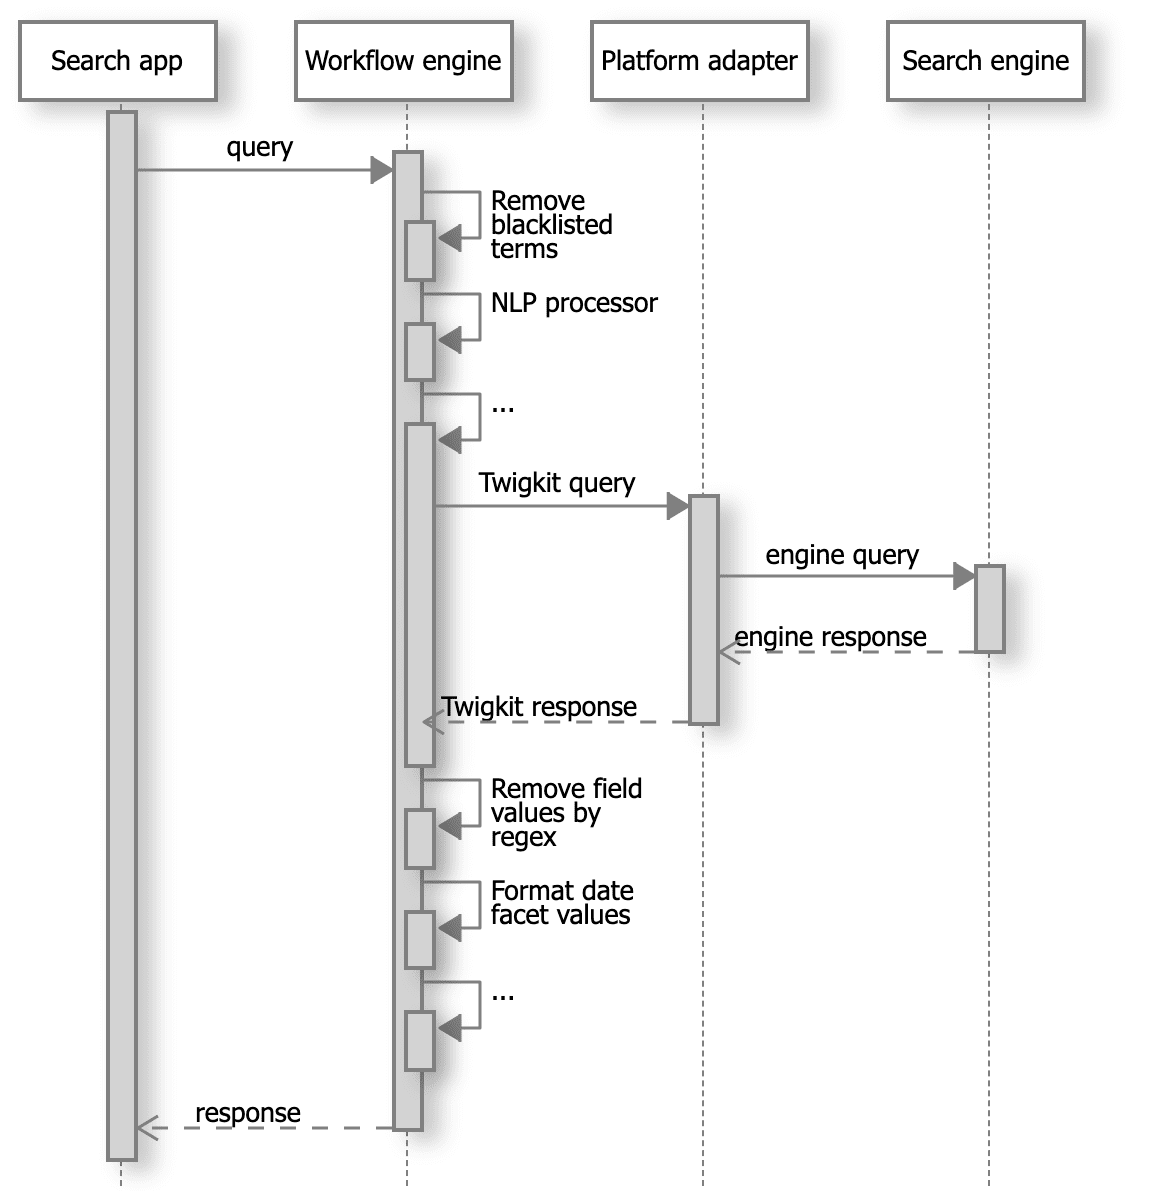 Search app
Workflow engine
Platform adapter
Search engine
query
Remove
blacklisted
terms
NLP processor
...
Twigkit query
engine query
engine response
Twigkit response
Remove field
values by
regex
Format date
facet values
...
response